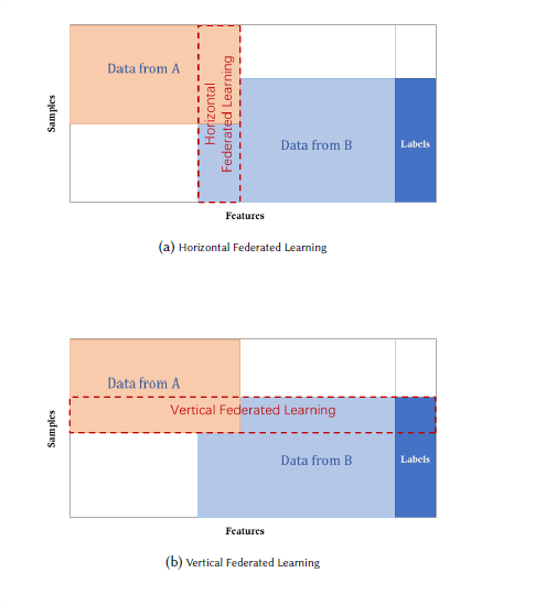 Data from A
Horizontal
Federated Learning
Samples
Data from B
Labels
Features
(a) Horizontal Federated Learning
Data from A
Vertical Federated Learning
Samples
Data from B
Labels
Features
(b) Vertical Federated Learning